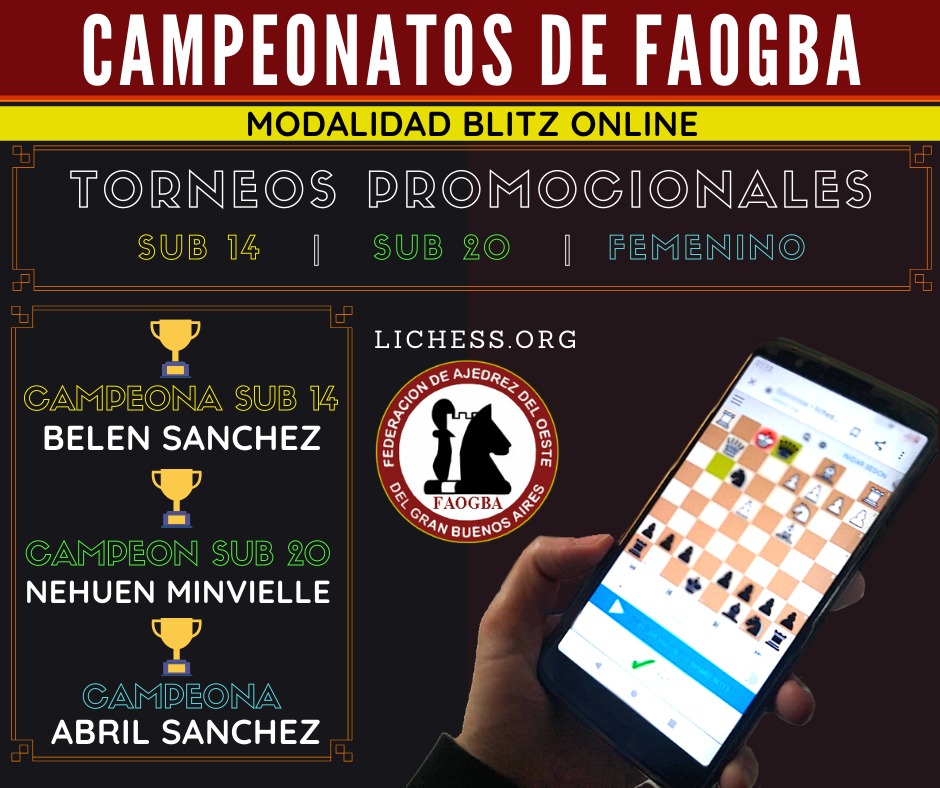 CAMPEONATOS DE FAOGBA
MODALIDAD BLITZ ONLINE
TORNEOS PROMOCIONALES
SUB 14 | SUB 20 | FEMENINO
LICHESS.ORG
FEDERACION DE AJEDREZ DEL OESTE
FAOGBA
DEL GRAN BUENOS AIRES
CAMPEONA SUB 14
BELEN SANCHEZ
CAMPEON SUB 20
NEHUEN MINVIELLE
CAMPEONA
ABRIL SANCHEZ